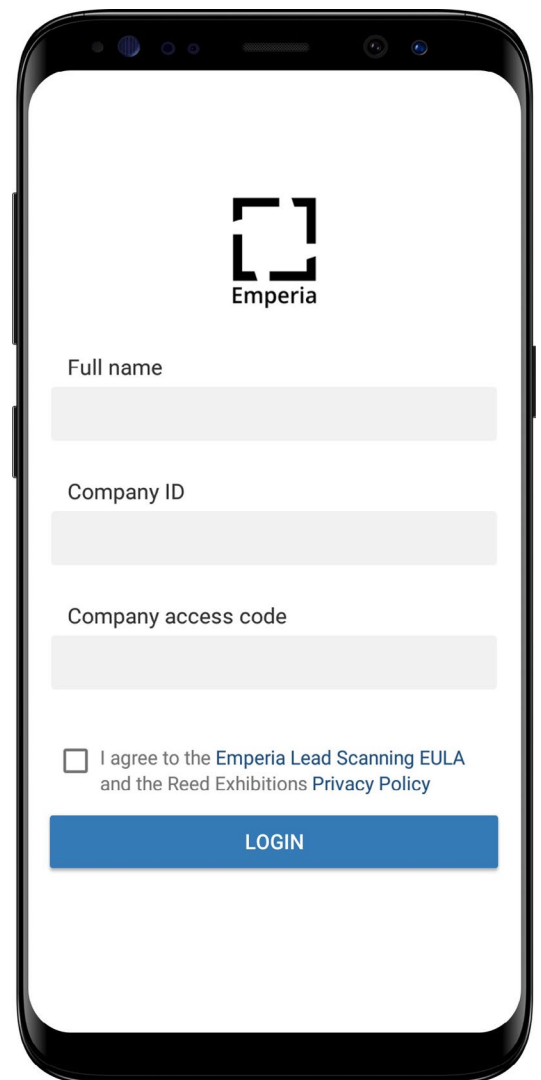 Emperia
Full name
Company ID
Company access code
I agree to the Emperia Lead Scanning EULA
and the Reed Exhibitions Privacy Policy
LOGIN